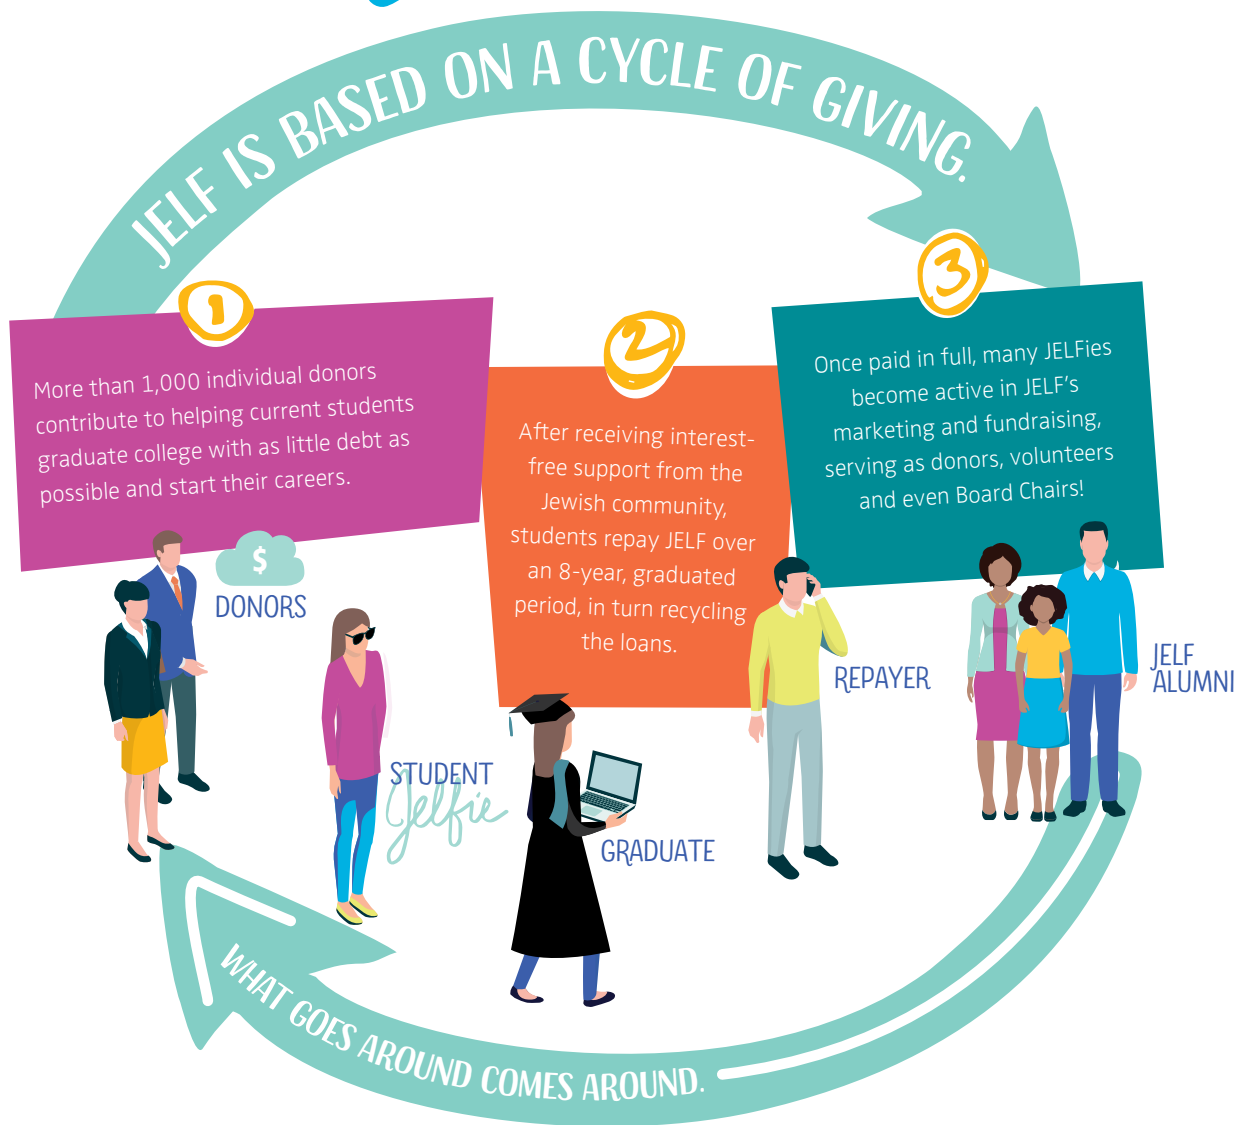 JELF IS BASED ON A CYCLE OF GIVING.
1
More than 1,000 individual donors
contribute to helping current students
graduate college with as little debt as
possible and start their careers.
2
After receiving interest-
free support from the
Jewish community,
students repay JELF over
an 8-year, graduated
period, in turn recycling
the loans.
3
Once paid in full, many JELFies
become active in JELF's
marketing and fundraising,
serving as donors, volunteers
and even Board Chairs!
$
DONORS
STUDENT
Jelfie
GRADUATE
REPAYER
JELF
ALUMNI
WHAT GOES AROUND COMES AROUND.